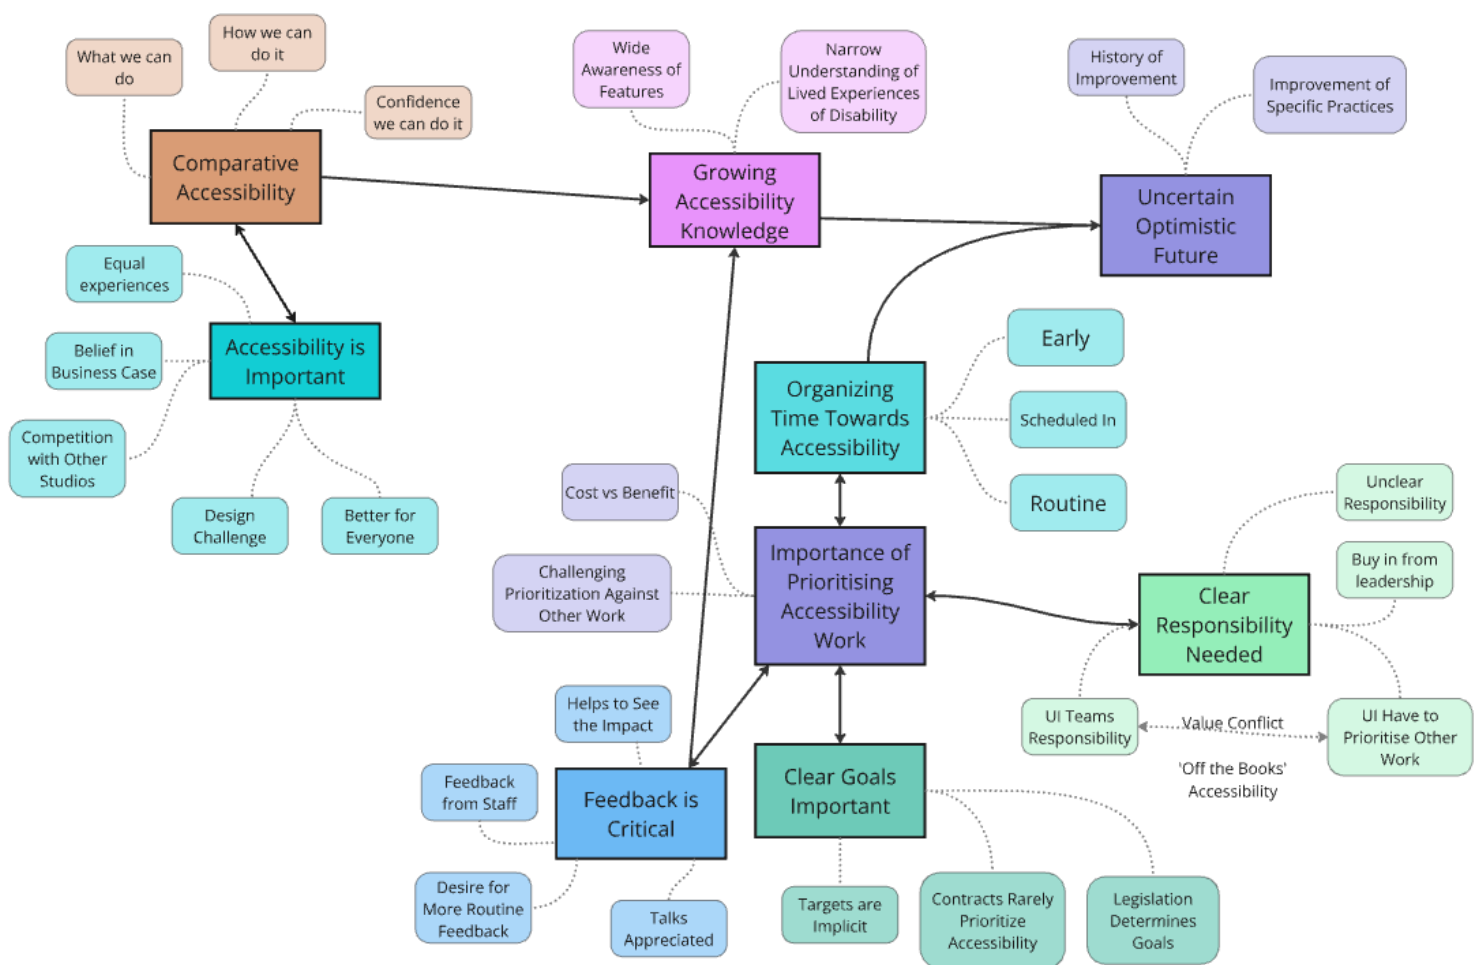 What we can
do
How we can
do it
Confidence
we can do it
Comparative
Accessibility
Wide
Awareness of
Features
Narrow
Understanding of
Lived Experiences
of Disability
Growing
Accessibility
Knowledge
History of
Improvement
Improvement of
Specific Practices
Uncertain
Optimistic
Future
Equal
experiences
Belief in
Business Case
Competition
with Other
Studios
Accessibility is
Important
Design
Challenge
Better for
Everyone
Organizing
Time Towards
Accessibility
Early
Scheduled In
Routine
Cost vs Benefit
Challenging
Prioritization Against
Other Work
Importance of
Prioritising
Accessibility
Work
Unclear
Responsibility
Buy in from
leadership
Clear
Responsibility
Needed
UI Teams
Responsibility
Value Conflict
'Off the Books'
Accessibility
UI Have to
Prioritise Other
Work
Helps to See
the Impact
Feedback
from Staff
Feedback is
Critical
Desire for
More Routine
Feedback
Talks
Appreciated
Clear Goals
Important
Targets are
Implicit
Contracts Rarely
Prioritize
Accessibility
Legislation
Determines
Goals